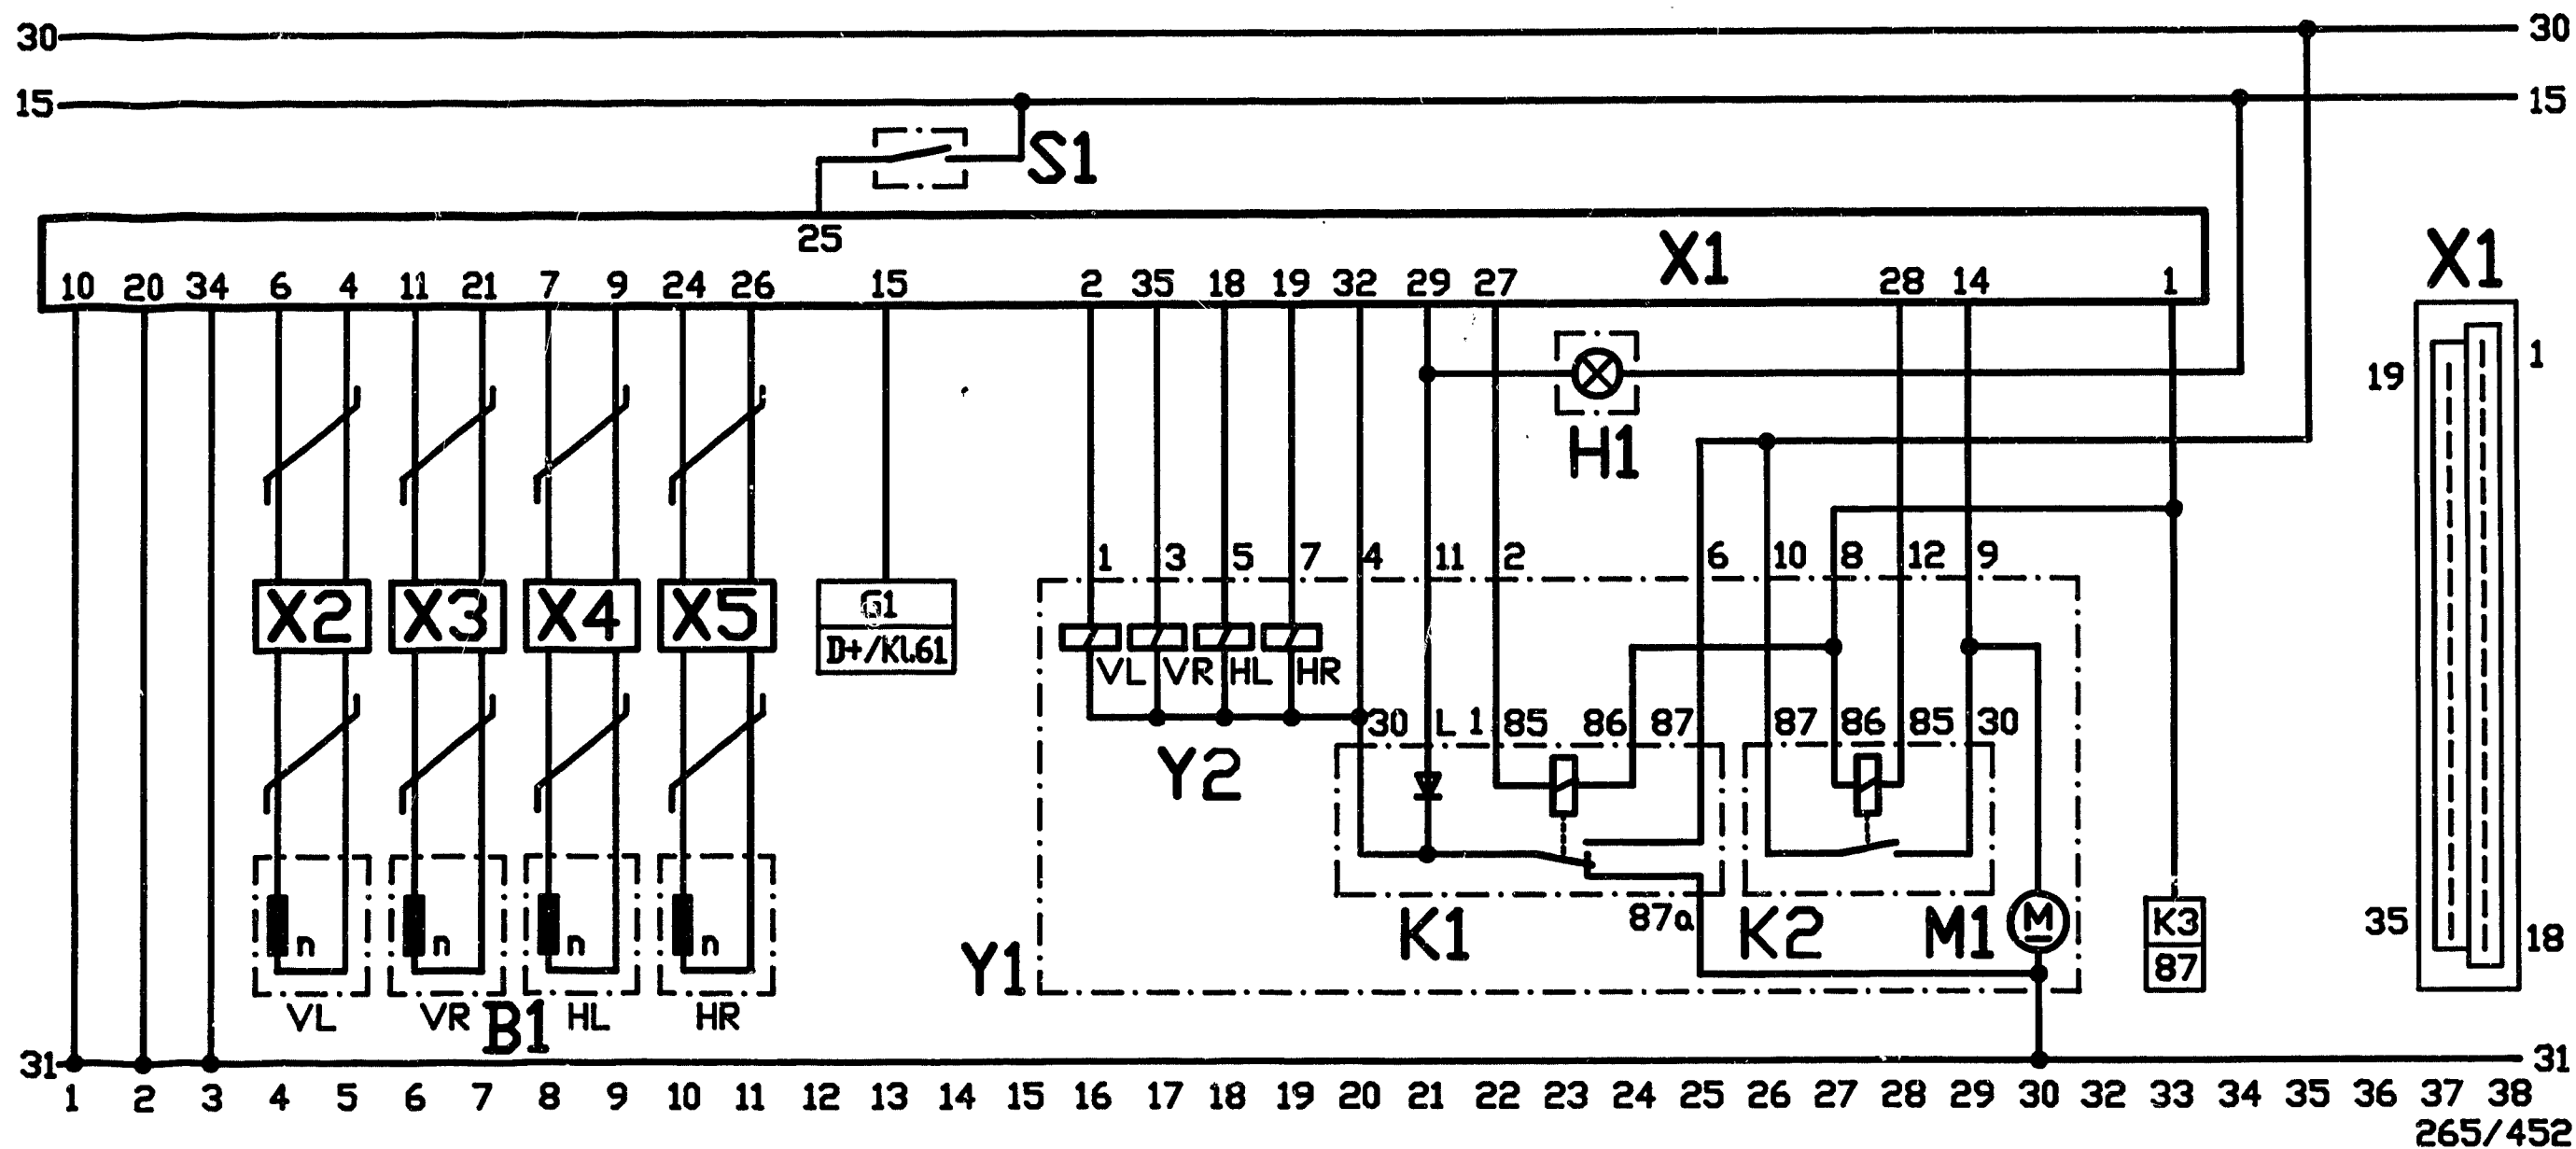 30 30
15 15
S1
25
X1 X1
10 20 34 6 4 11 21 7 9 24 26 15 2 35 18 19 32 29 27 28 14 1
1
19
H1
1 3 5 7 4 11 2 6 10 8 12 9
X2 X3 X4 X5 G1
D+/Kl.61
VL VR HL HR
30 L 1 85 86 87 87 86 85 30
Y2
M
K1 87a K2 M1 K3
35 18
n n n n
Y1 87
VL VR B1 HL HR
31 31
1 2 3 4 5 6 7 8 9 10 11 12 13 14 15 16 17 18 19 20 21 22 23 24 25 26 27 28 29 30 32 33 34 35 36 37 38
265/452